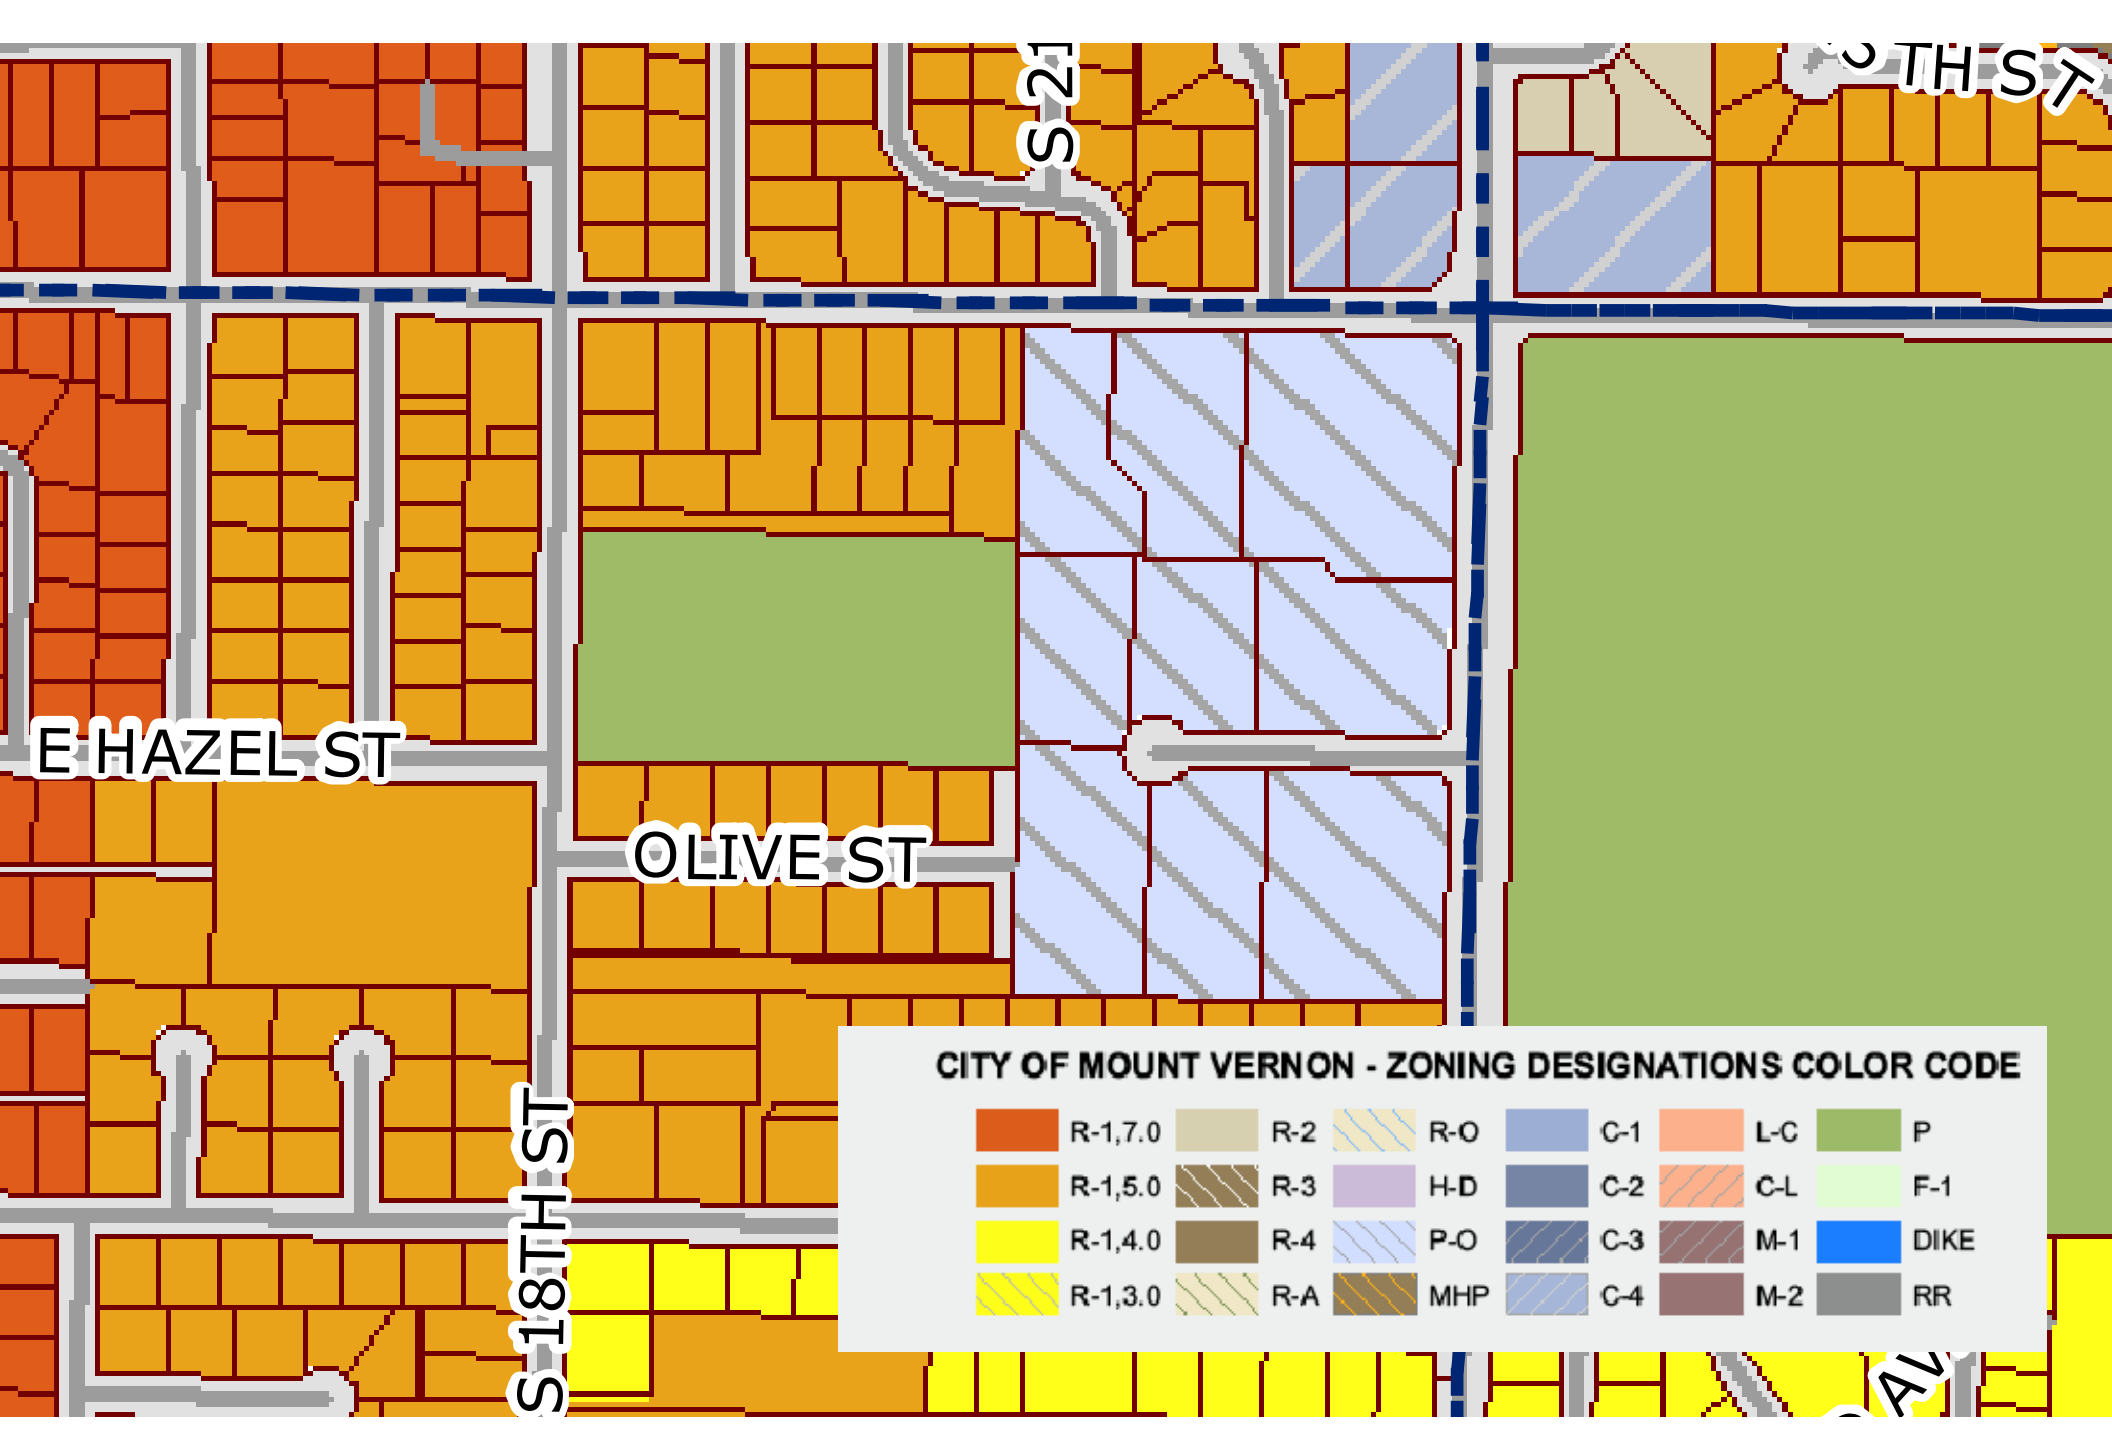 S 21
TH ST
E HAZEL ST
OLIVE ST
S 18TH ST
CITY OF MOUNT VERNON - ZONING DESIGNATIONS COLOR CODE
R-1,7.0 R-2 R-O C-1 L-C P
R-1,5.0 R-3 H-D C-2 C-L F-1
R-1,4.0 R-4 P-O C-3 M-1 DIKE
R-1,3.0 R-A MHP C-4 M-2 RR
AV